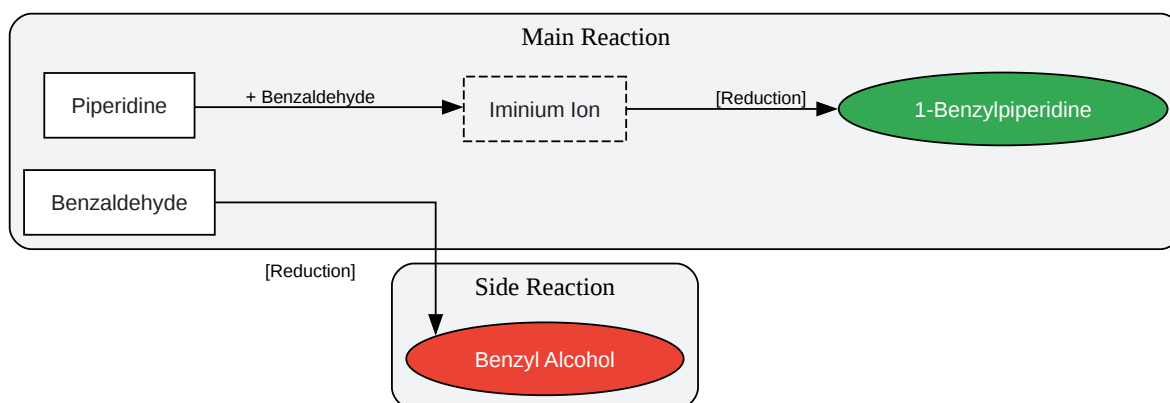 Main Reaction
Piperidine
+ Benzaldehyde
Iminium Ion
[Reduction]
1-Benzylpiperidine
Benzaldehyde
[Reduction]
Side Reaction
Benzyl Alcohol